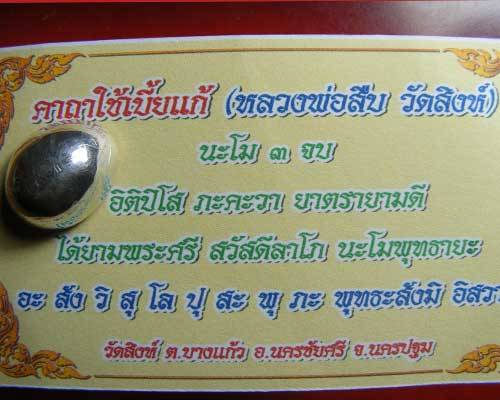 คาถาใช้เบี้ยแก้ (หลวงพ่อสืบ วัดสิงห์)
นะโม ๓ จบ
อิติปิโส ภะคะวา ยาตรายามดี
ได้ยามพระศรี สวัสดีลาโภ นะโมพุทธายะ
อะ สัง วิ สุ โล ปุ สะ พุ ภะ พุทธะสังมิ อิสวา
วัดสิงห์ ต.บางแก้ว อ.นครชัยศรี จ.นครปฐม